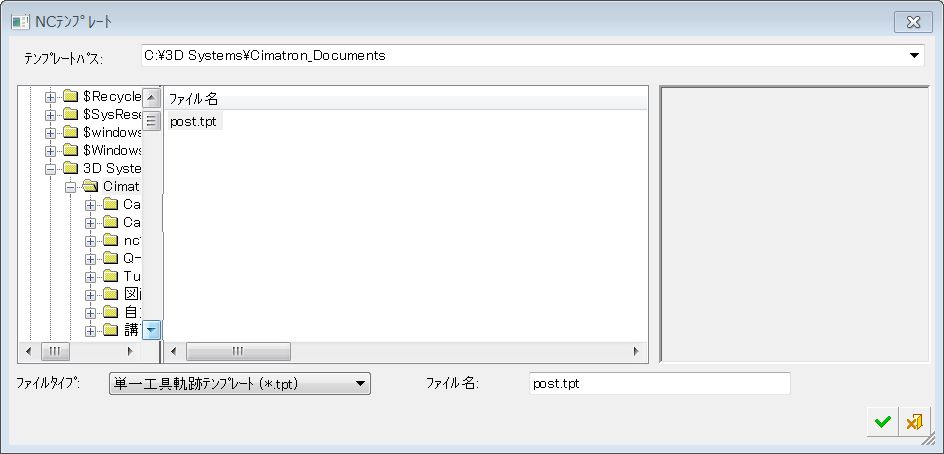 NCﾃﾝﾌﾟﾚｰﾄ
ﾃﾝﾌﾟﾚｰﾄﾊﾟｽ: C:¥3D Systems¥Cimatron_Documents
ファイル名
post.tpt
$Recycle
$SysRese
$windows
$Windows
3D Syste
Cimat
Ca
Ca
nc
Q-
Tu
図
自
講
ﾌｧｲﾙﾀｲﾌﾟ: 単一工具軌跡ﾃﾝﾌﾟﾚｰﾄ (*.tpt) ファイル名: post.tpt